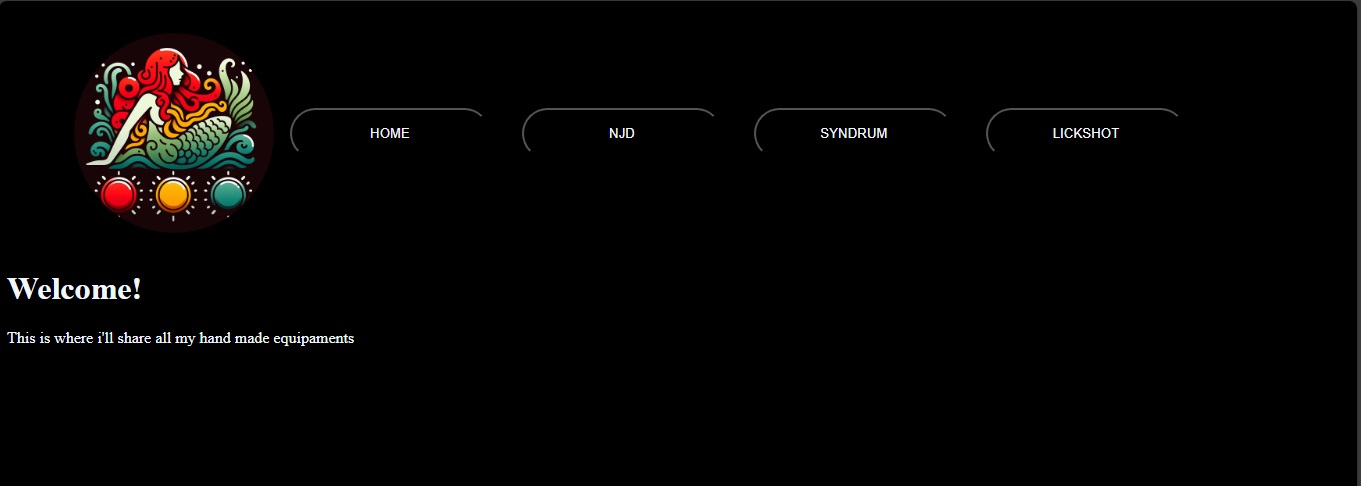 HOME
NJD
SYNDRUM
LICKSHOT
Welcome!
This is where i'll share all my hand made equipaments